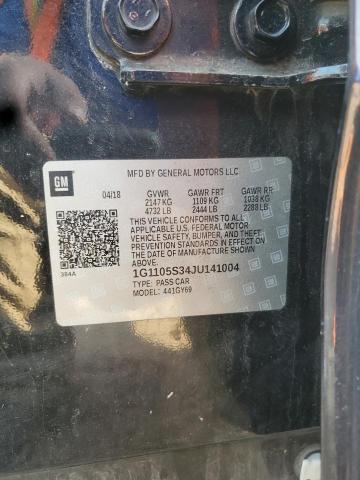 GM
MFD BY GENERAL MOTORS LLC
04/18 GVWR GAWR FRT GAWR RR
2147 KG 1109 KG 1038 KG
4732 LB 2444 LB 2288 LB
THIS VEHICLE CONFORMS TO ALL
APPLICABLE U.S. FEDERAL MOTOR
VEHICLE SAFETY, BUMPER, AND THEFT
PREVENTION STANDARDS IN EFFECT
ON THE DATE OF MANUFACTURE SHOWN
ABOVE.
384A
1G1105S34JU141004
TYPE: PASS CAR
MODEL: 441GY69